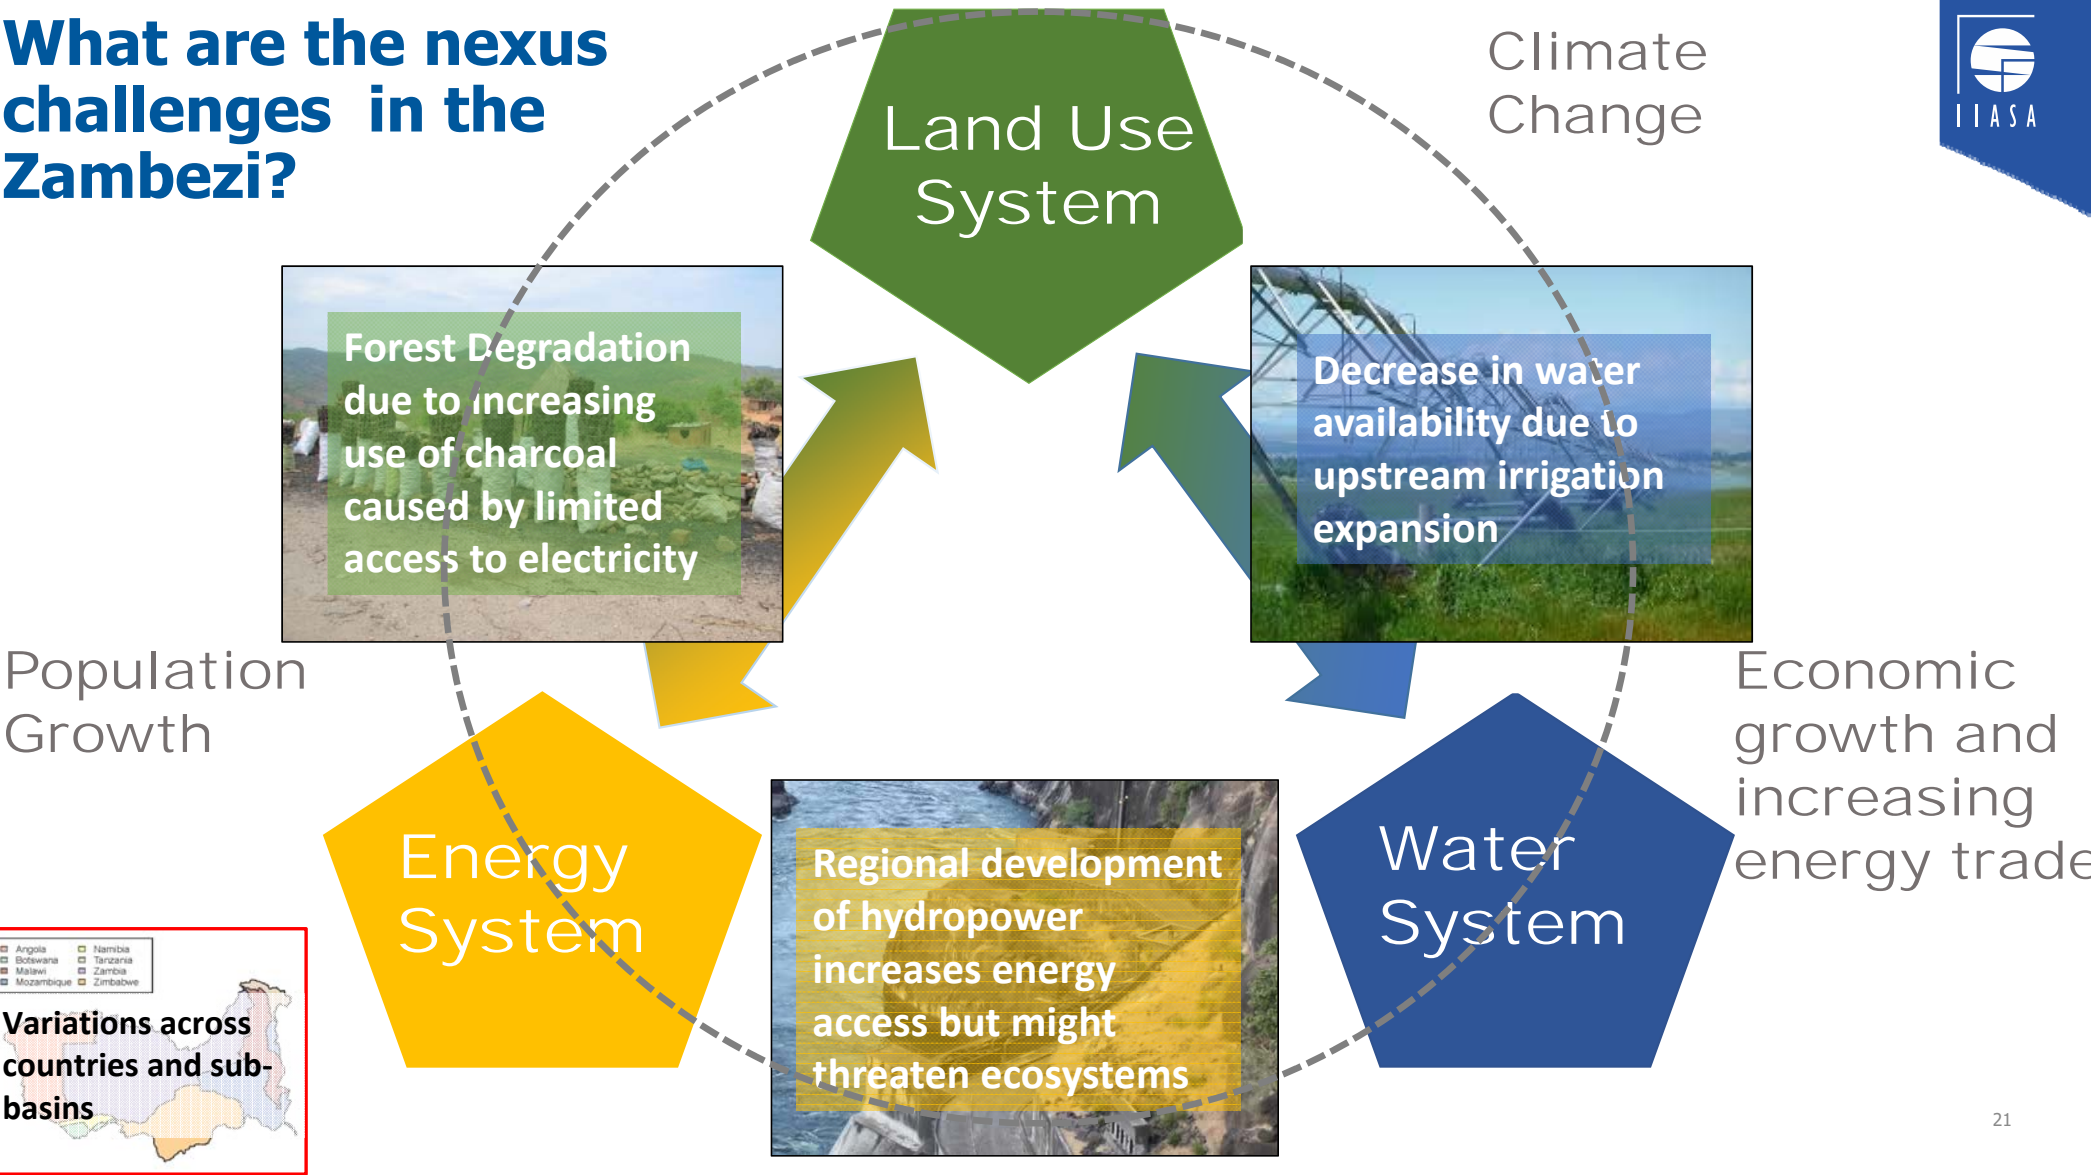 What are the nexus
challenges in the
Zambezi?
Climate
Change
IIASA
Land Use
System
Forest Degradation
due to increasing
use of charcoal
caused by limited
access to electricity
Decrease in water
availability due to
upstream irrigation
expansion
Population
Growth
Economic
growth and
increasing
energy trade
Energy
System
Regional development
of hydropower
increases energy
access but might
threaten ecosystems
Water
System
Angola Namibia
Botswana Tanzania
Malawi Zambia
Mozambique Zimbabwe
Variations across
countries and sub-
basins
21